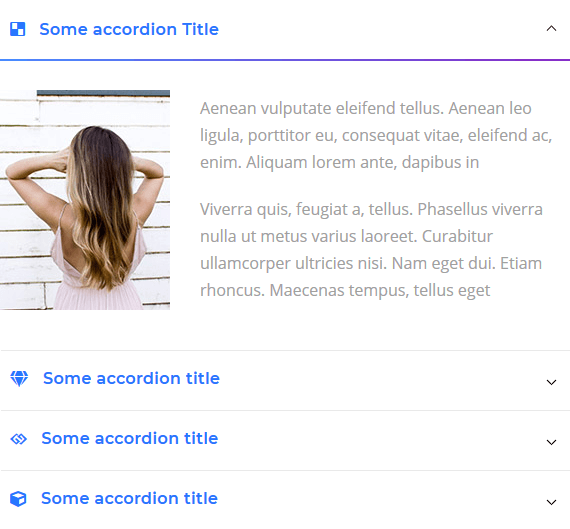 Some accordion Title
Aenean vulputate eleifend tellus. Aenean leo
ligula, porttitor eu, consequat vitae, eleifend ac,
enim. Aliquam lorem ante, dapibus in
Viverra quis, feugiat a, tellus. Phasellus viverra
nulla ut metus varius laoreet. Curabitur
ullamcorper ultricies nisi. Nam eget dui. Etiam
rhoncus. Maecenas tempus, tellus eget
Some accordion title
Some accordion title
Some accordion title